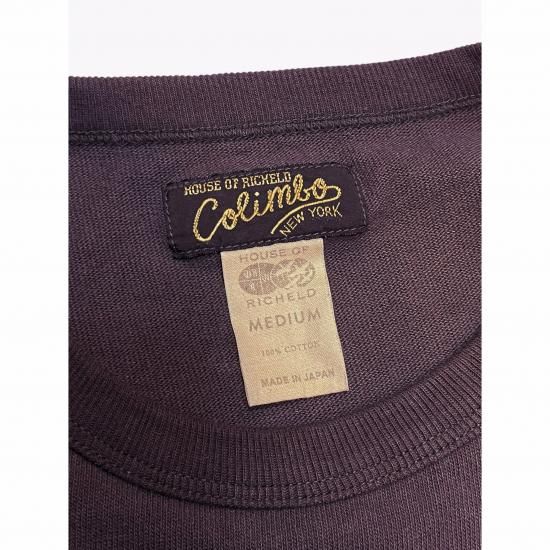 HOUSE OF RICHELD
Colimbo
NEW YORK
HOUSE OF
RICHELD
MEDIUM
100% COTTON
MADE IN JAPAN